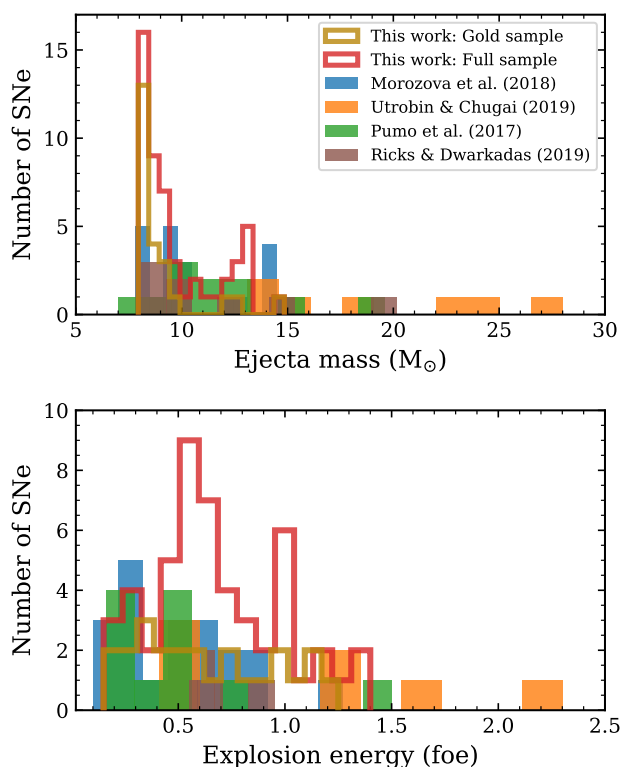 This work: Gold sample
This work: Full sample
Morozova et al. (2018)
Utrobin & Chugai (2019)
Pumo et al. (2017)
Ricks & Dwarkadas (2019)
Number of SNe
15
10
5
0
5
10
15
20
25
30
Ejecta mass (M☉)
Number of SNe
10
8
6
4
2
0
0.5
1.0
1.5
2.0
2.5
Explosion energy (foe)